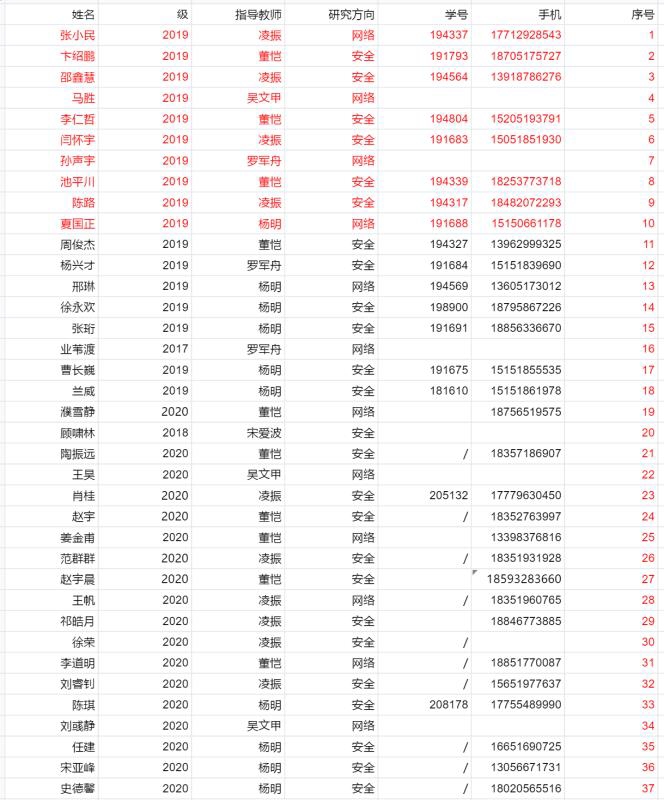 姓名 级 指导教师 研究方向 学号 手机 序号
张小民 2019 凌振 网络 194337 17712928543 1
卞绍鹏 2019 董恺 安全 191793 18705175727 2
邵鑫慧 2019 凌振 安全 194564 13918786276 3
马胜 2019 吴文甲 网络 4
李仁哲 2019 董恺 安全 194804 15205193791 5
闫怀宇 2019 凌振 安全 191683 15051851930 6
孙声宇 2019 罗军舟 网络 7
池平川 2019 董恺 安全 194339 18253773718 8
陈路 2019 凌振 安全 194317 18482072293 9
夏国正 2019 杨明 网络 191688 15150661178 10
周俊杰 2019 董恺 安全 194327 13962999325 11
杨兴才 2019 罗军舟 安全 191684 15151839690 12
邢琳 2019 杨明 网络 194569 13605173012 13
徐永欢 2019 杨明 安全 198900 18795867226 14
张珩 2019 杨明 安全 191691 18856336670 15
业苇渡 2017 罗军舟 网络 16
曹长巍 2019 杨明 安全 191675 15151855535 17
兰威 2019 杨明 安全 181610 15151861978 18
濮雪静 2020 董恺 网络 18756519575 19
顾啸林 2018 宋爱波 安全 20
陶振远 2020 董恺 安全 / 18357186907 21
王昊 2020 吴文甲 网络 22
肖桂 2020 凌振 安全 205132 17779630450 23
赵宇 2020 董恺 安全 / 18352763997 24
姜金甫 2020 董恺 网络 13398376816 25
范群群 2020 凌振 安全 / 18351931928 26
赵宇晨 2020 董恺 安全 18593283660 27
王帆 2020 凌振 网络 / 18351960765 28
祁皓月 2020 凌振 安全 18846773885 29
徐荣 2020 凌振 安全 / 30
李道明 2020 董恺 网络 / 18851770087 31
刘睿钊 2020 凌振 安全 / 15651977637 32
陈琪 2020 杨明 安全 208178 17755489990 33
刘彧静 2020 吴文甲 网络 34
任建 2020 杨明 安全 / 16651690725 35
宋亚峰 2020 杨明 安全 / 13056671731 36
史德馨 2020 杨明 安全 / 18020565516 37